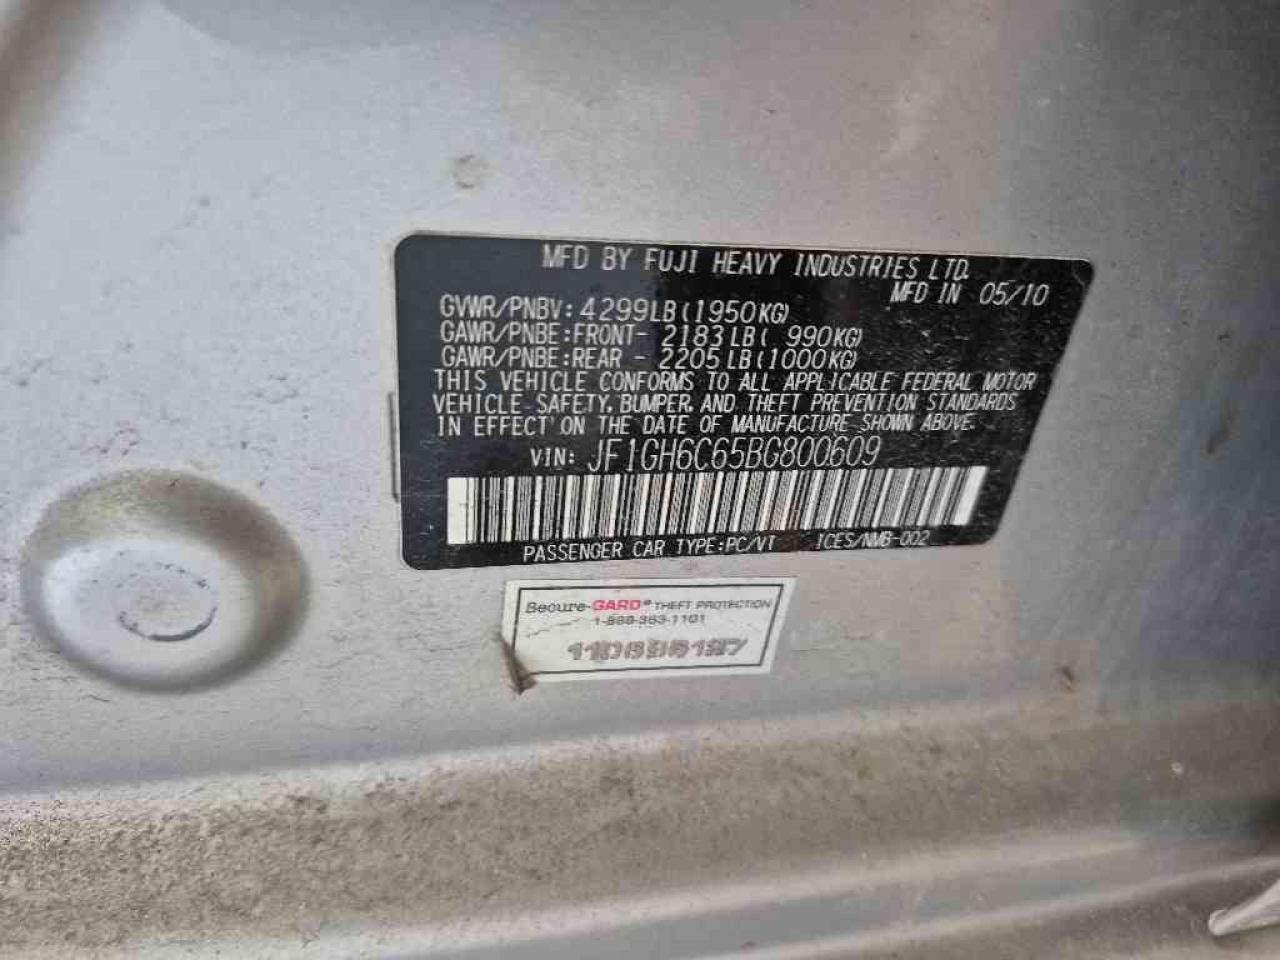 MFD BY FUJI HEAVY INDUSTRIES LTD.
MFD IN 05/10
GVWR/PNBV: 4299LB(1950KG)
GAWR/PNBE:FRONT- 2183LB( 990KG)
GAWR/PNBE:REAR - 2205LB(1000KG)
THIS VEHICLE CONFORMS TO ALL APPLICABLE FEDERAL MOTOR
VEHICLE SAFETY, BUMPER, AND THEFT PREVENTION STANDARDS
IN EFFECT ON THE DATE OF MANUFACTURE SHOWN ABOVE.
VIN: JF1GH6C65BG800609
PASSENGER CAR TYPE:PC/VT ICES/NMB-002
Secure-GARD® THEFT PROTECTION
1-888-363-1101